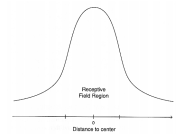 Receptive
Field Region
0
Distance to center